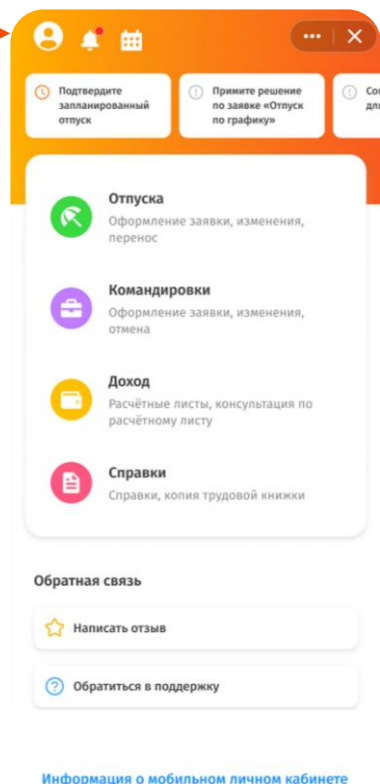 Подтвердите
запланированный
отпуск
Примите решение
по заявке «Отпуск
по графику»
Отпуска
Оформление заявки, изменения,
перенос
Командировки
Оформление заявки, изменения,
отмена
Доход
Расчётные листы, консультация по
расчётному листу
Справки
Справки, копия трудовой книжки
Обратная связь
Написать отзыв
Обратиться в поддержку
Информация о мобильном личном кабинете